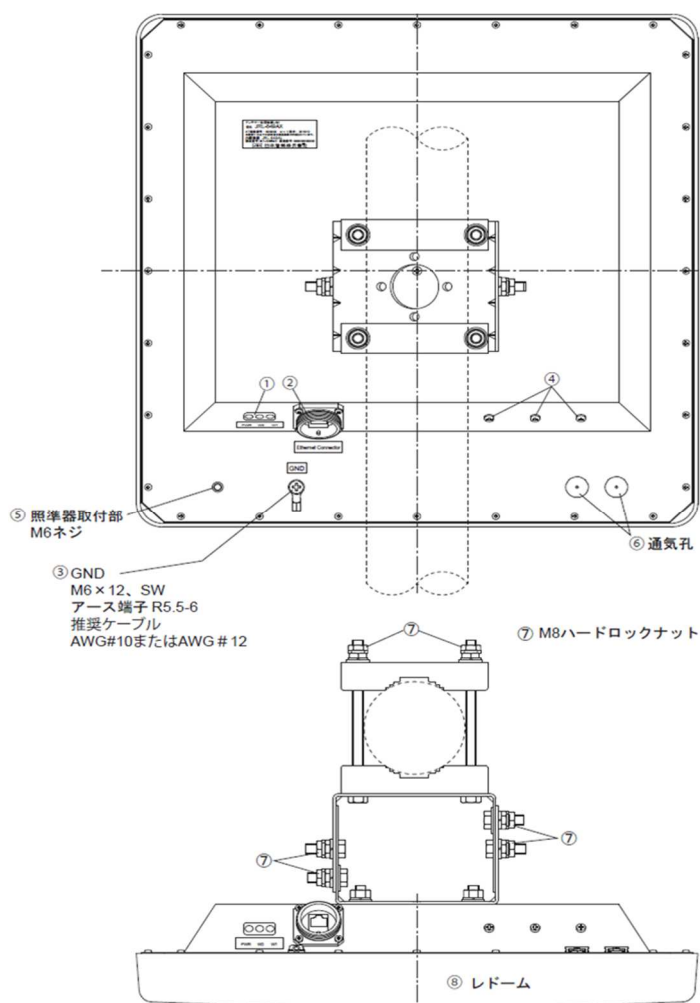 ①
②
④
Ethernet Connector
GND
⑤ 照準器取付部
M6ネジ
⑥ 通気孔
③ GND
M6×12、SW
アース端子 R5.5-6
推奨ケーブル
AWG#10またはAWG#12
⑦
⑦ M8ハードロックナット
⑦
⑦
PWR
⑧ レドーム